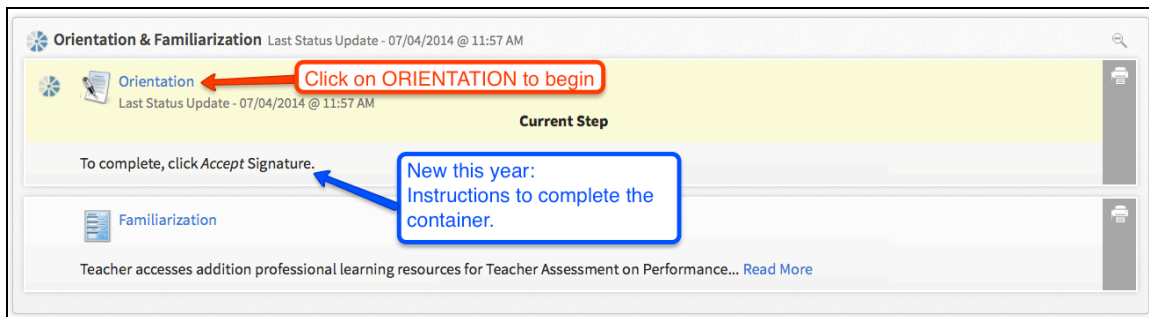 Orientation & Familiarization Last Status Update - 07/04/2014 @ 11:57 AM
Orientation
Click on ORIENTATION to begin
Last Status Update - 07/04/2014 @ 11:57 AM
Current Step
To complete, click Accept Signature.
New this year:
Instructions to complete the
container.
Familiarization
Teacher accesses addition professional learning resources for Teacher Assessment on Performance... Read More